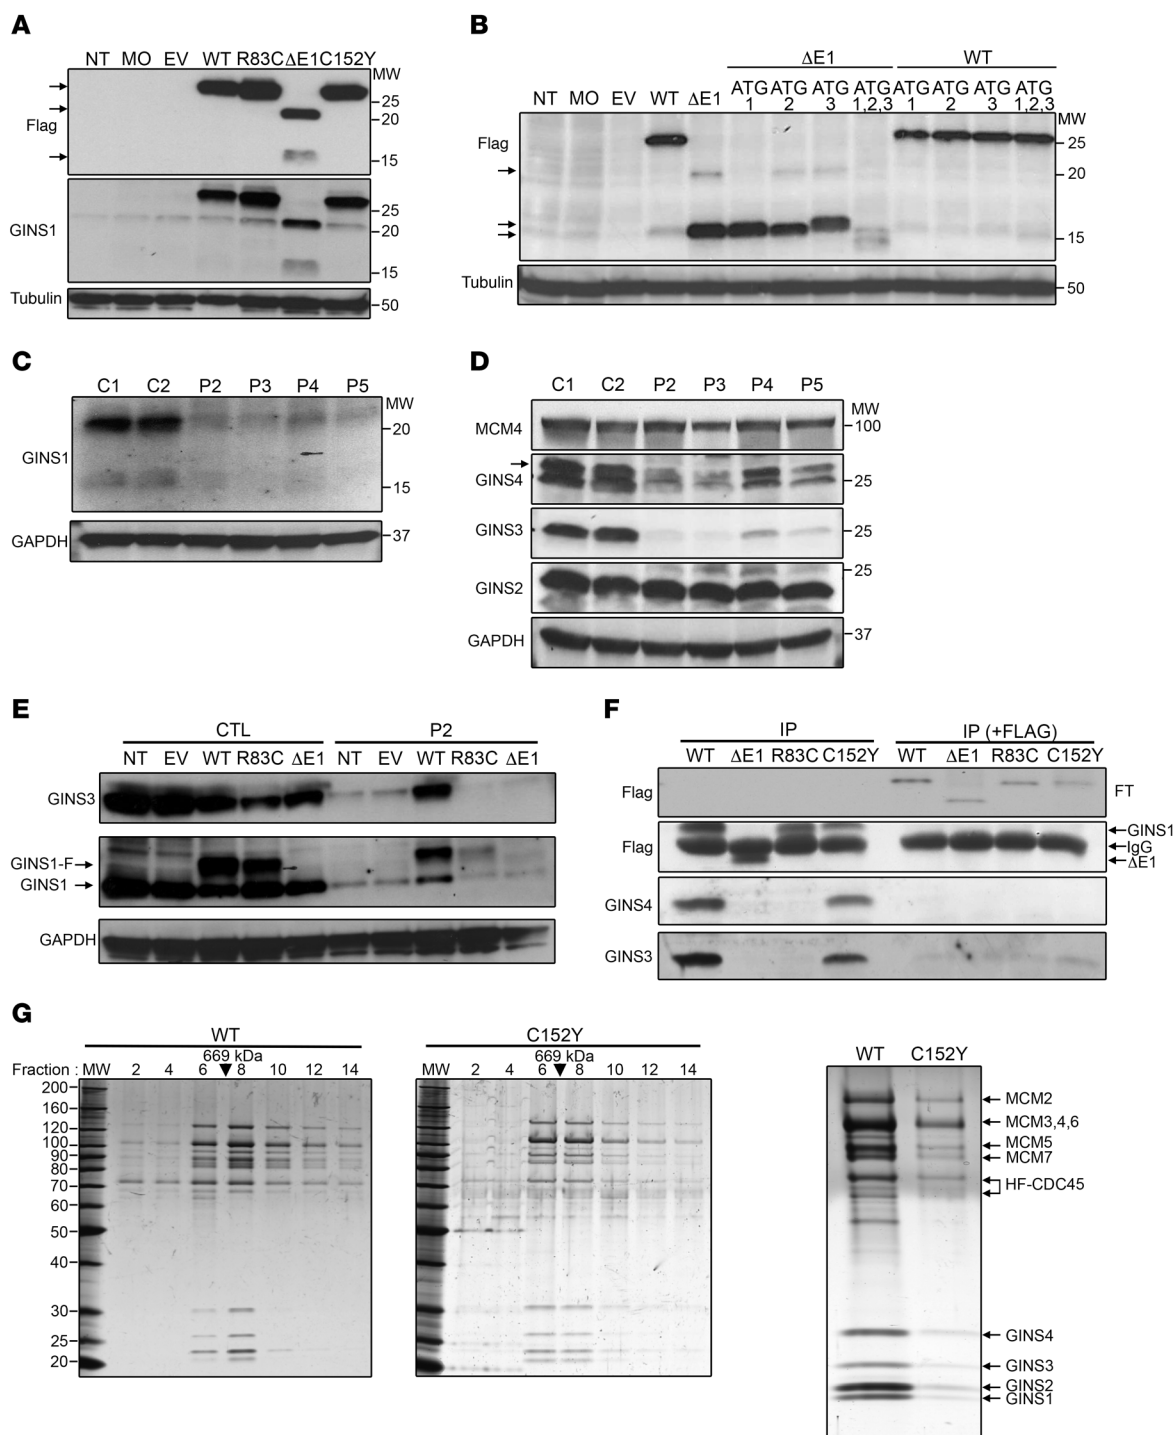 A
NT MO EV WT R83C ΔE1 C152Y
MW
25
Flag
20
15
GINS1
25
20
15
Tubulin
50
B
ΔE1 WT
NT MO EV WT ΔE1 ATG 1 ATG 2 ATG 3 ATG 1,2,3 ATG 1 ATG 2 ATG 3 ATG 1,2,3
MW
Flag
25
20
15
Tubulin
50
C
C1 C2 P2 P3 P4 P5
MW
20
GINS1
15
GAPDH
37
D
C1 C2 P2 P3 P4 P5
MW
MCM4
100
GINS4
25
GINS3
25
GINS2
25
GAPDH
37
E
CTL P2
NT EV WT R83C ΔE1 NT EV WT R83C ΔE1
GINS3
GINS1-F
GINS1
GAPDH
F
IP IP (+FLAG)
WT ΔE1 R83C C152Y WT ΔE1 R83C C152Y
Flag
FT
Flag
GINS1
IgG
ΔE1
GINS4
GINS3
G
WT
669 kDa
Fraction : MW 2 4 6 8 10 12 14
200
160
120
100
90
80
70
60
50
40
30
25
20
C152Y
669 kDa
MW 2 4 6 8 10 12 14
WT C152Y
MCM2
MCM3,4,6
MCM5
MCM7
HF-CDC45
GINS4
GINS3
GINS2
GINS1